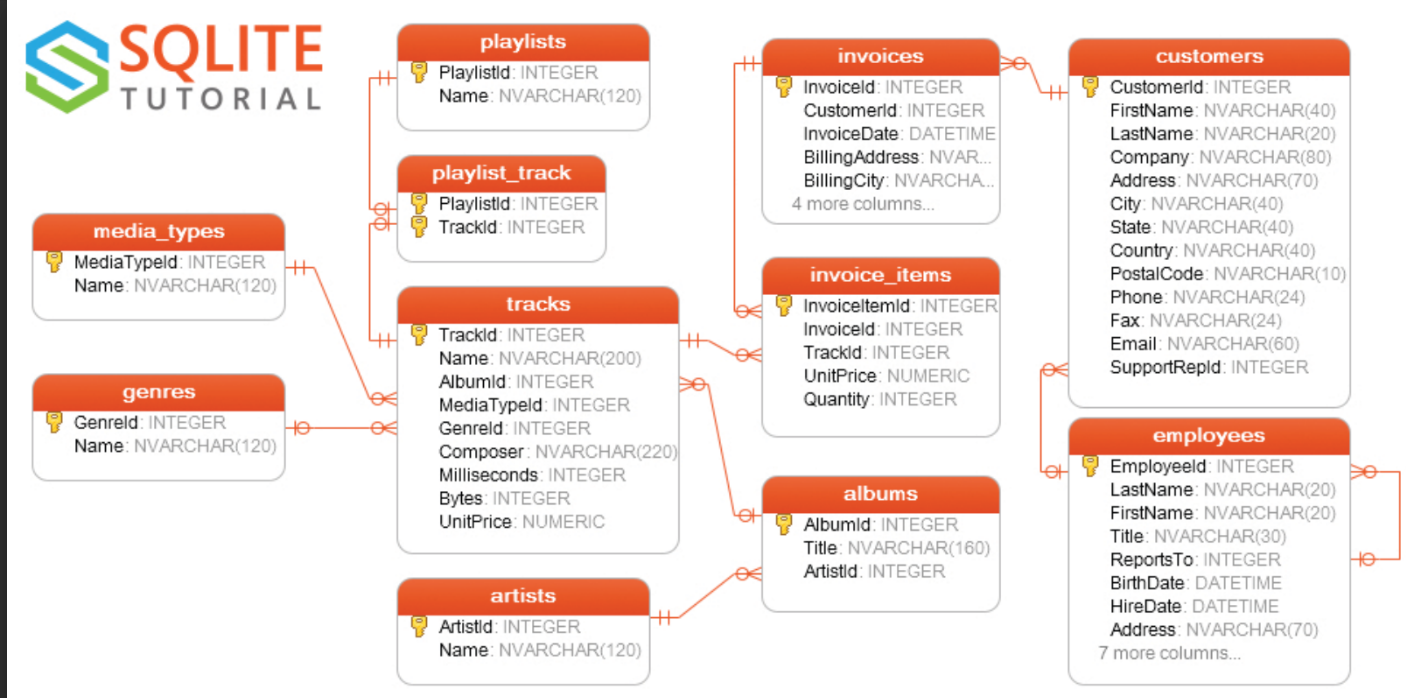 SQLITE
TUTORIAL
playlists
PlaylistId: INTEGER
Name: NVARCHAR(120)
playlist_track
PlaylistId: INTEGER
TrackId: INTEGER
media_types
MediaTypeId: INTEGER
Name: NVARCHAR(120)
genres
GenreId: INTEGER
Name: NVARCHAR(120)
tracks
TrackId: INTEGER
Name: NVARCHAR(200)
AlbumId: INTEGER
MediaTypeId: INTEGER
GenreId: INTEGER
Composer: NVARCHAR(220)
Milliseconds: INTEGER
Bytes: INTEGER
UnitPrice: NUMERIC
artists
ArtistId: INTEGER
Name: NVARCHAR(120)
invoices
InvoiceId: INTEGER
CustomerId: INTEGER
InvoiceDate: DATETIME
BillingAddress: NVAR...
BillingCity: NVARCHA...
4 more columns...
invoice_items
InvoiceItemId: INTEGER
InvoiceId: INTEGER
TrackId: INTEGER
UnitPrice: NUMERIC
Quantity: INTEGER
albums
AlbumId: INTEGER
Title: NVARCHAR(160)
ArtistId: INTEGER
customers
CustomerId: INTEGER
FirstName: NVARCHAR(40)
LastName: NVARCHAR(20)
Company: NVARCHAR(80)
Address: NVARCHAR(70)
City: NVARCHAR(40)
State: NVARCHAR(40)
Country: NVARCHAR(40)
PostalCode: NVARCHAR(10)
Phone: NVARCHAR(24)
Fax: NVARCHAR(24)
Email: NVARCHAR(60)
SupportRepId: INTEGER
employees
EmployeeId: INTEGER
LastName: NVARCHAR(20)
FirstName: NVARCHAR(20)
Title: NVARCHAR(30)
ReportsTo: INTEGER
BirthDate: DATETIME
HireDate: DATETIME
Address: NVARCHAR(70)
7 more columns...